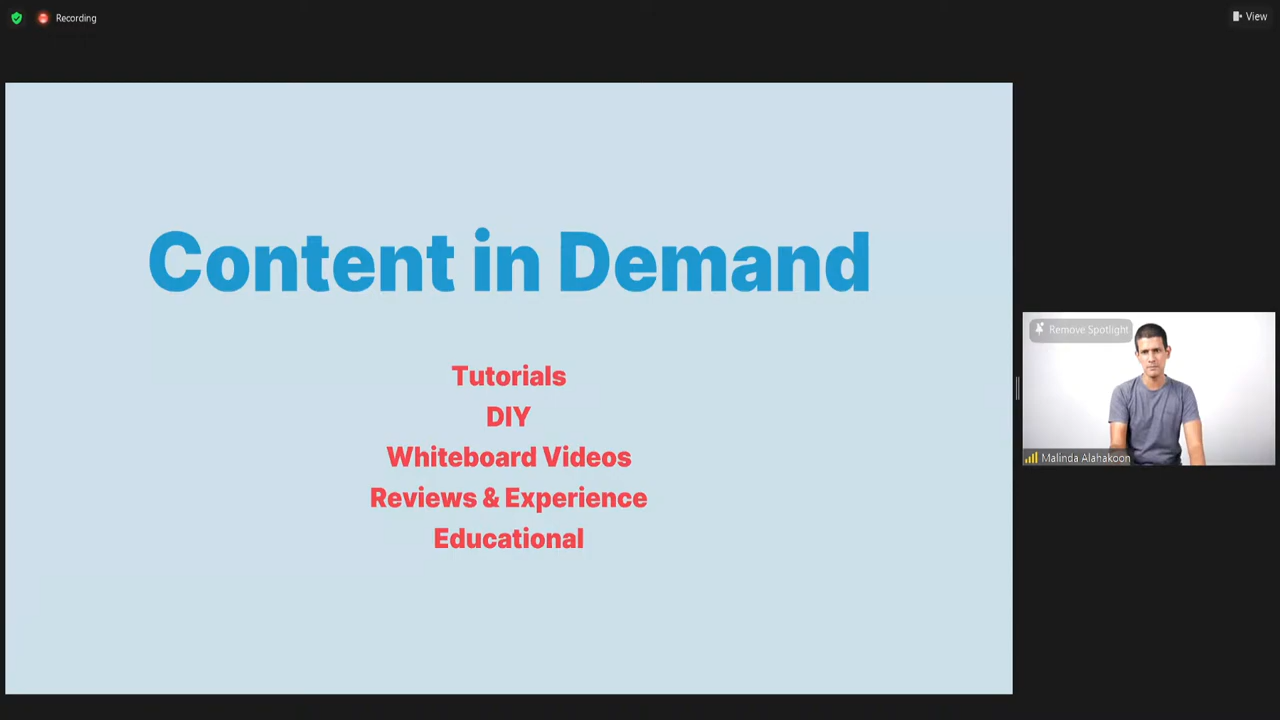 Recording
View
Content in Demand
Tutorials
DIY
Whiteboard Videos
Reviews & Experience
Educational
Remove Spotlight
Malinda Alahakoon